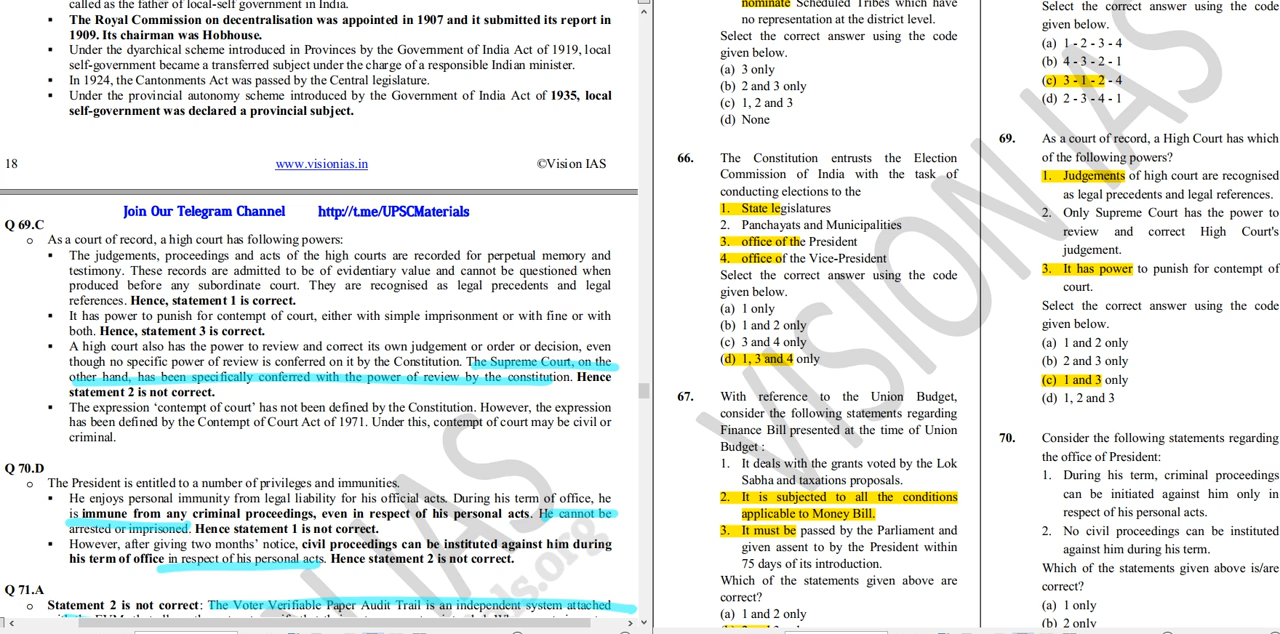 called as the father of local-self government in India.
▪ The Royal Commission on decentralisation was appointed in 1907 and it submitted its report in
1909. Its chairman was Hobhouse.
▪ Under the dyarchical scheme introduced in Provinces by the Government of India Act of 1919, local
self-government became a transferred subject under the charge of a responsible Indian minister.
▪ In 1924, the Cantonments Act was passed by the Central legislature.
▪ Under the provincial autonomy scheme introduced by the Government of India Act of 1935, local
self-government was declared a provincial subject.
18 www.visionias.in ©Vision IAS
Join Our Telegram Channel http://t.me/UPSCMaterials
Q 69.C
o As a court of record, a high court has following powers:
▪ The judgements, proceedings and acts of the high courts are recorded for perpetual memory and
testimony. These records are admitted to be of evidentiary value and cannot be questioned when
produced before any subordinate court. They are recognised as legal precedents and legal
references. Hence, statement 1 is correct.
▪ It has power to punish for contempt of court, either with simple imprisonment or with fine or with
both. Hence, statement 3 is correct.
▪ A high court also has the power to review and correct its own judgement or order or decision, even
though no specific power of review is conferred on it by the Constitution. The Supreme Court, on the
other hand, has been specifically conferred with the power of review by the constitution. Hence
statement 2 is not correct.
▪ The expression ‘contempt of court’ has not been defined by the Constitution. However, the expression
has been defined by the Contempt of Court Act of 1971. Under this, contempt of court may be civil or
criminal.
Q 70.D
o The President is entitled to a number of privileges and immunities.
▪ He enjoys personal immunity from legal liability for his official acts. During his term of office, he
is immune from any criminal proceedings, even in respect of his personal acts. He cannot be
arrested or imprisoned. Hence statement 1 is not correct.
▪ However, after giving two months’ notice, civil proceedings can be instituted against him during
his term of office in respect of his personal acts. Hence statement 2 is not correct.
Q 71.A
o Statement 2 is not correct: The Voter Verifiable Paper Audit Trail is an independent system attached
nominate Scheduled Tribes which have
no representation at the district level.
Select the correct answer using the code
given below.
(a) 3 only
(b) 2 and 3 only
(c) 1, 2 and 3
(d) None
66. The Constitution entrusts the Election
Commission of India with the task of
conducting elections to the
1. State legislatures
2. Panchayats and Municipalities
3. office of the President
4. office of the Vice-President
Select the correct answer using the code
given below.
(a) 1 only
(b) 1 and 2 only
(c) 3 and 4 only
(d) 1, 3 and 4 only
67. With reference to the Union Budget,
consider the following statements regarding
Finance Bill presented at the time of Union
Budget :
1. It deals with the grants voted by the Lok
Sabha and taxations proposals.
2. It is subjected to all the conditions
applicable to Money Bill.
3. It must be passed by the Parliament and
given assent to by the President within
75 days of its introduction.
Which of the statements given above are
correct?
(a) 1 and 2 only
Select the correct answer using the code
given below.
(a) 1 - 2 - 3 - 4
(b) 4 - 3 - 2 - 1
(c) 3 - 1 - 2 - 4
(d) 2 - 3 - 4 - 1
69. As a court of record, a High Court has which
of the following powers?
1. Judgements of high court are recognised
as legal precedents and legal references.
2. Only Supreme Court has the power to
review and correct High Court's
judgement.
3. It has power to punish for contempt of
court.
Select the correct answer using the code
given below.
(a) 1 and 2 only
(b) 2 and 3 only
(c) 1 and 3 only
(d) 1, 2 and 3
70. Consider the following statements regarding
the office of President:
1. During his term, criminal proceedings
can be initiated against him only in
respect of his personal acts.
2. No civil proceedings can be instituted
against him during his term.
Which of the statements given above is/are
correct?
(a) 1 only
(b) 2 only
VISION IAS